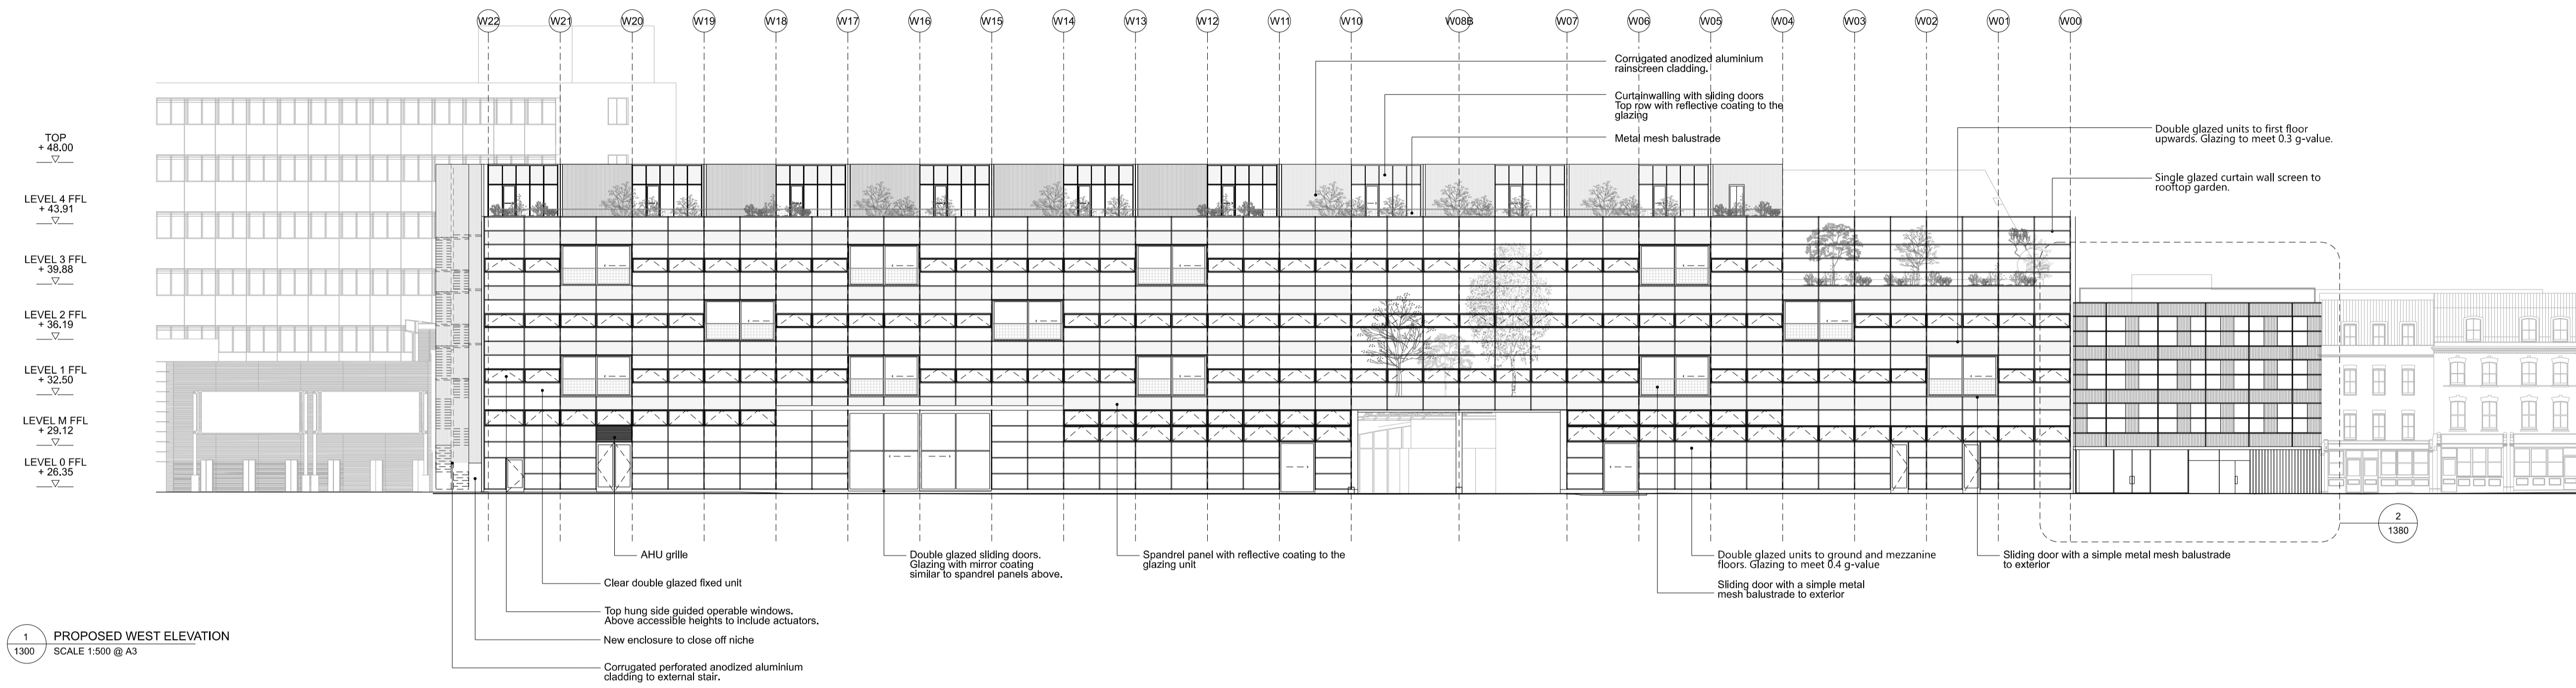 W22 W21 W20 W19 W18 W17 W16 W15 W14 W13 W12 W11 W10 W08B W07 W06 W05 W04 W03 W02 W01 W00
Corrugated anodized aluminium
rainscreen cladding.
Curtainwalling with sliding doors
Top row with reflective coating to the
glazing
Metal mesh balustrade
Double glazed units to first floor
upwards. Glazing to meet 0.3 g-value.
Single glazed curtain wall screen to
rooftop garden.
TOP
+ 48.00
LEVEL 4 FFL
+ 43.91
LEVEL 3 FFL
+ 39.88
LEVEL 2 FFL
+ 36.19
LEVEL 1 FFL
+ 32.50
LEVEL M FFL
+ 29.12
LEVEL 0 FFL
+ 26.35
2
1380
AHU grille
Double glazed sliding doors.
Glazing with mirror coating
similar to spandrel panels above.
Spandrel panel with reflective coating to the
glazing unit
Double glazed units to ground and mezzanine
floors. Glazing to meet 0.4 g-value
Sliding door with a simple metal mesh balustrade
to exterior
Clear double glazed fixed unit
Sliding door with a simple metal
mesh balustrade to exterior
Top hung side guided operable windows.
Above accessible heights to include actuators.
New enclosure to close off niche
Corrugated perforated anodized aluminium
cladding to external stair.
1
1300
PROPOSED WEST ELEVATION
SCALE 1:500 @ A3